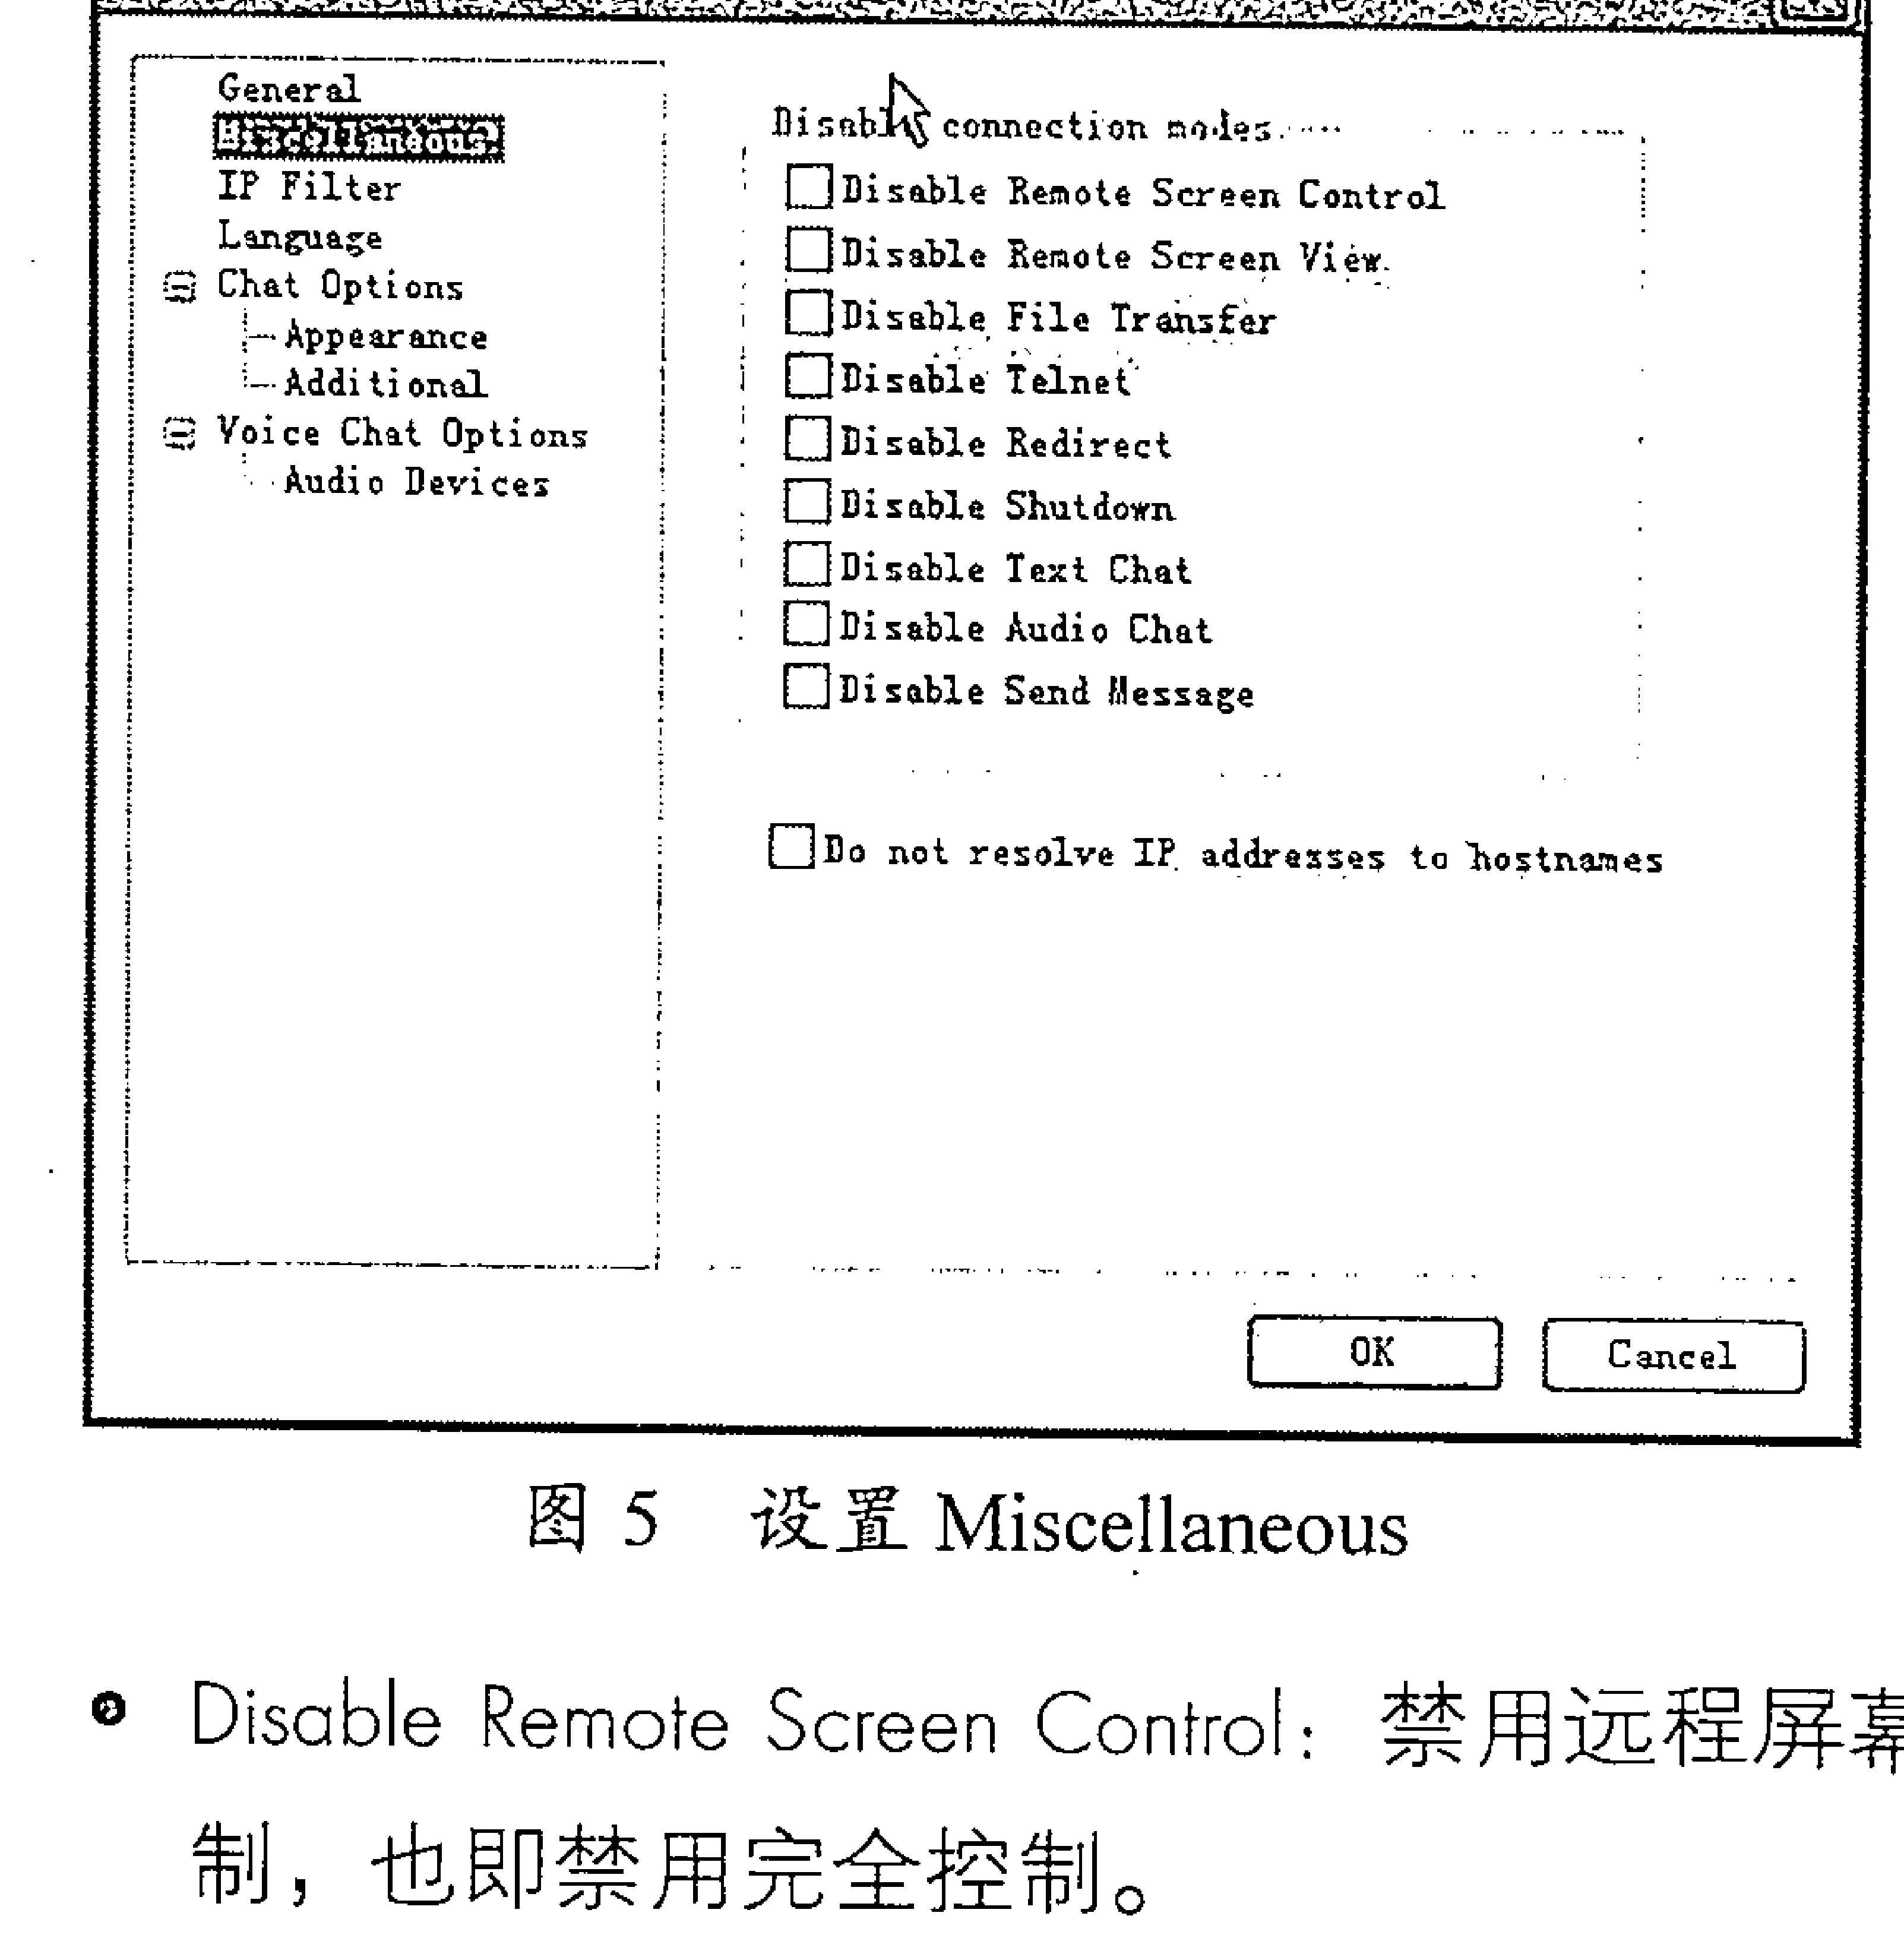 General
Miscellaneous
IP Filter
Language
Chat Options
Appearance
Additional
Voice Chat Options
Audio Devices
connection modes
Disable Remote Screen Control
Disable Remote Screen View
Disable File Transfer
Disable Telnet
Disable Redirect
Disable Shutdown
Disable Text Chat
Disable Audio Chat
Disable Send Message
Do not resolve IP addresses to hostnames
OK Cancel
图 5 设置 Miscellaneous
Disable Remote Screen Control: 禁用远程屏幕
制，也即禁用完全控制。